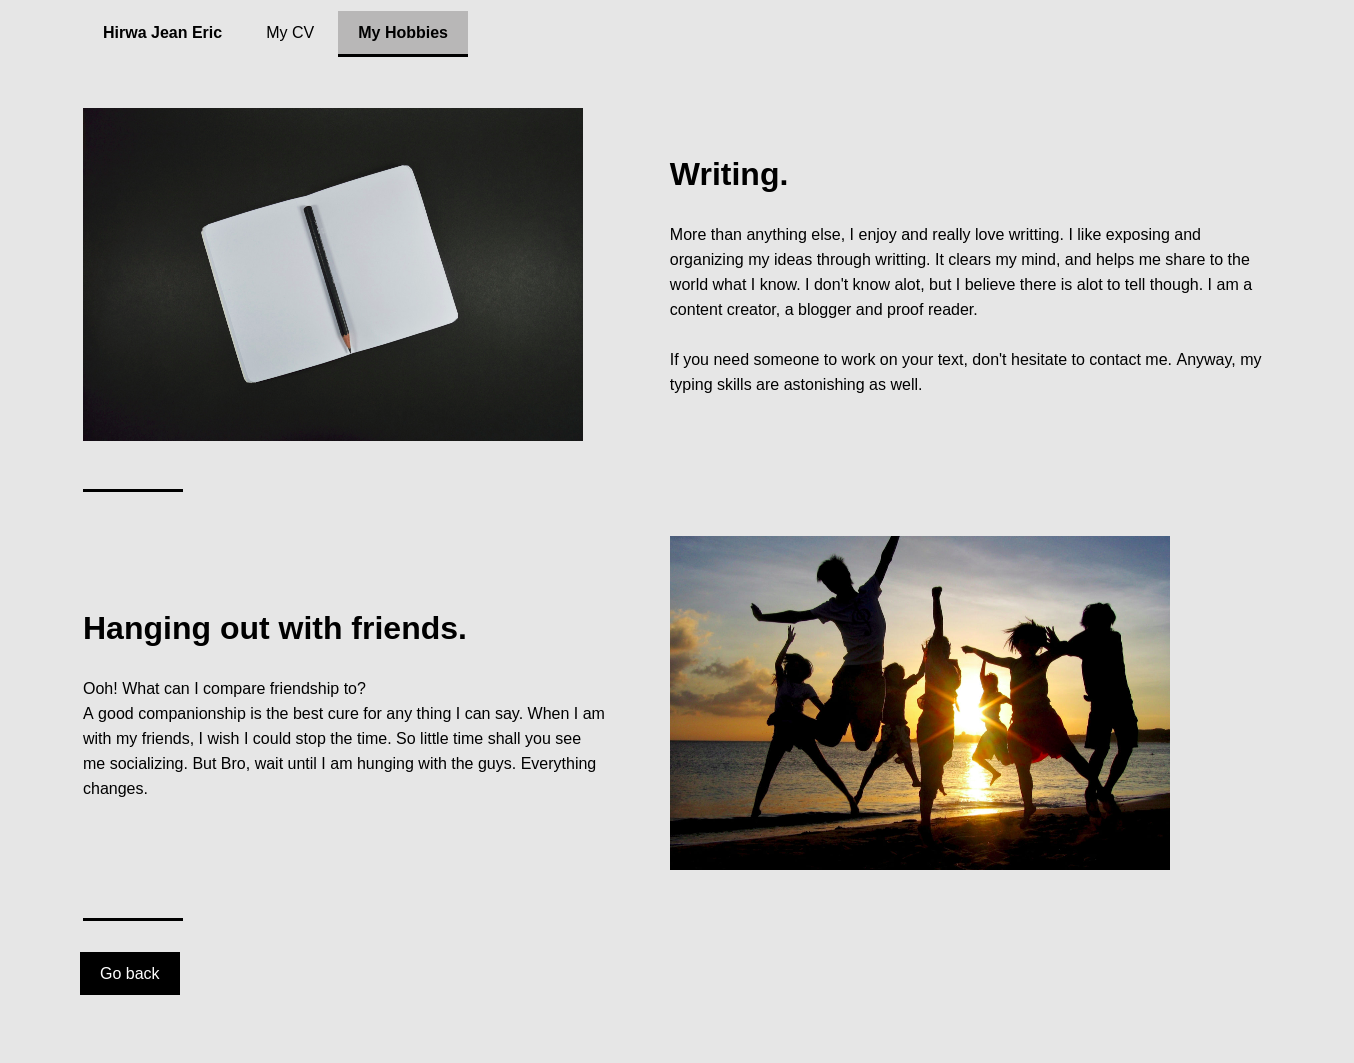 Hirwa Jean Eric My CV My Hobbies
Writing.
More than anything else, I enjoy and really love writting. I like exposing and
organizing my ideas through writting. It clears my mind, and helps me share to the
world what I know. I don't know alot, but I believe there is alot to tell though. I am a
content creator, a blogger and proof reader.
If you need someone to work on your text, don't hesitate to contact me. Anyway, my
typing skills are astonishing as well.
Hanging out with friends.
Ooh! What can I compare friendship to?
A good companionship is the best cure for any thing I can say. When I am
with my friends, I wish I could stop the time. So little time shall you see
me socializing. But Bro, wait until I am hunging with the guys. Everything
changes.
Go back